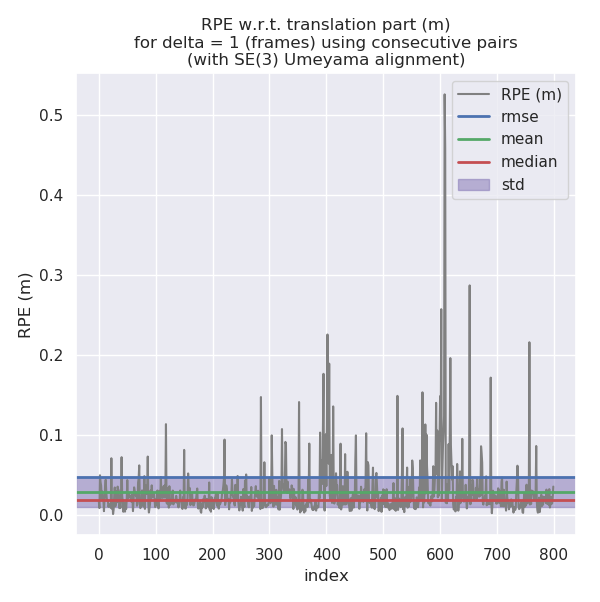 RPE w.r.t. translation part (m)
for delta = 1 (frames) using consecutive pairs
(with SE(3) Umeyama alignment)
RPE (m)
rmse
mean
median
std
0.5
0.4
0.3
0.2
0.1
0.0
RPE (m)
0 100 200 300 400 500 600 700 800
index